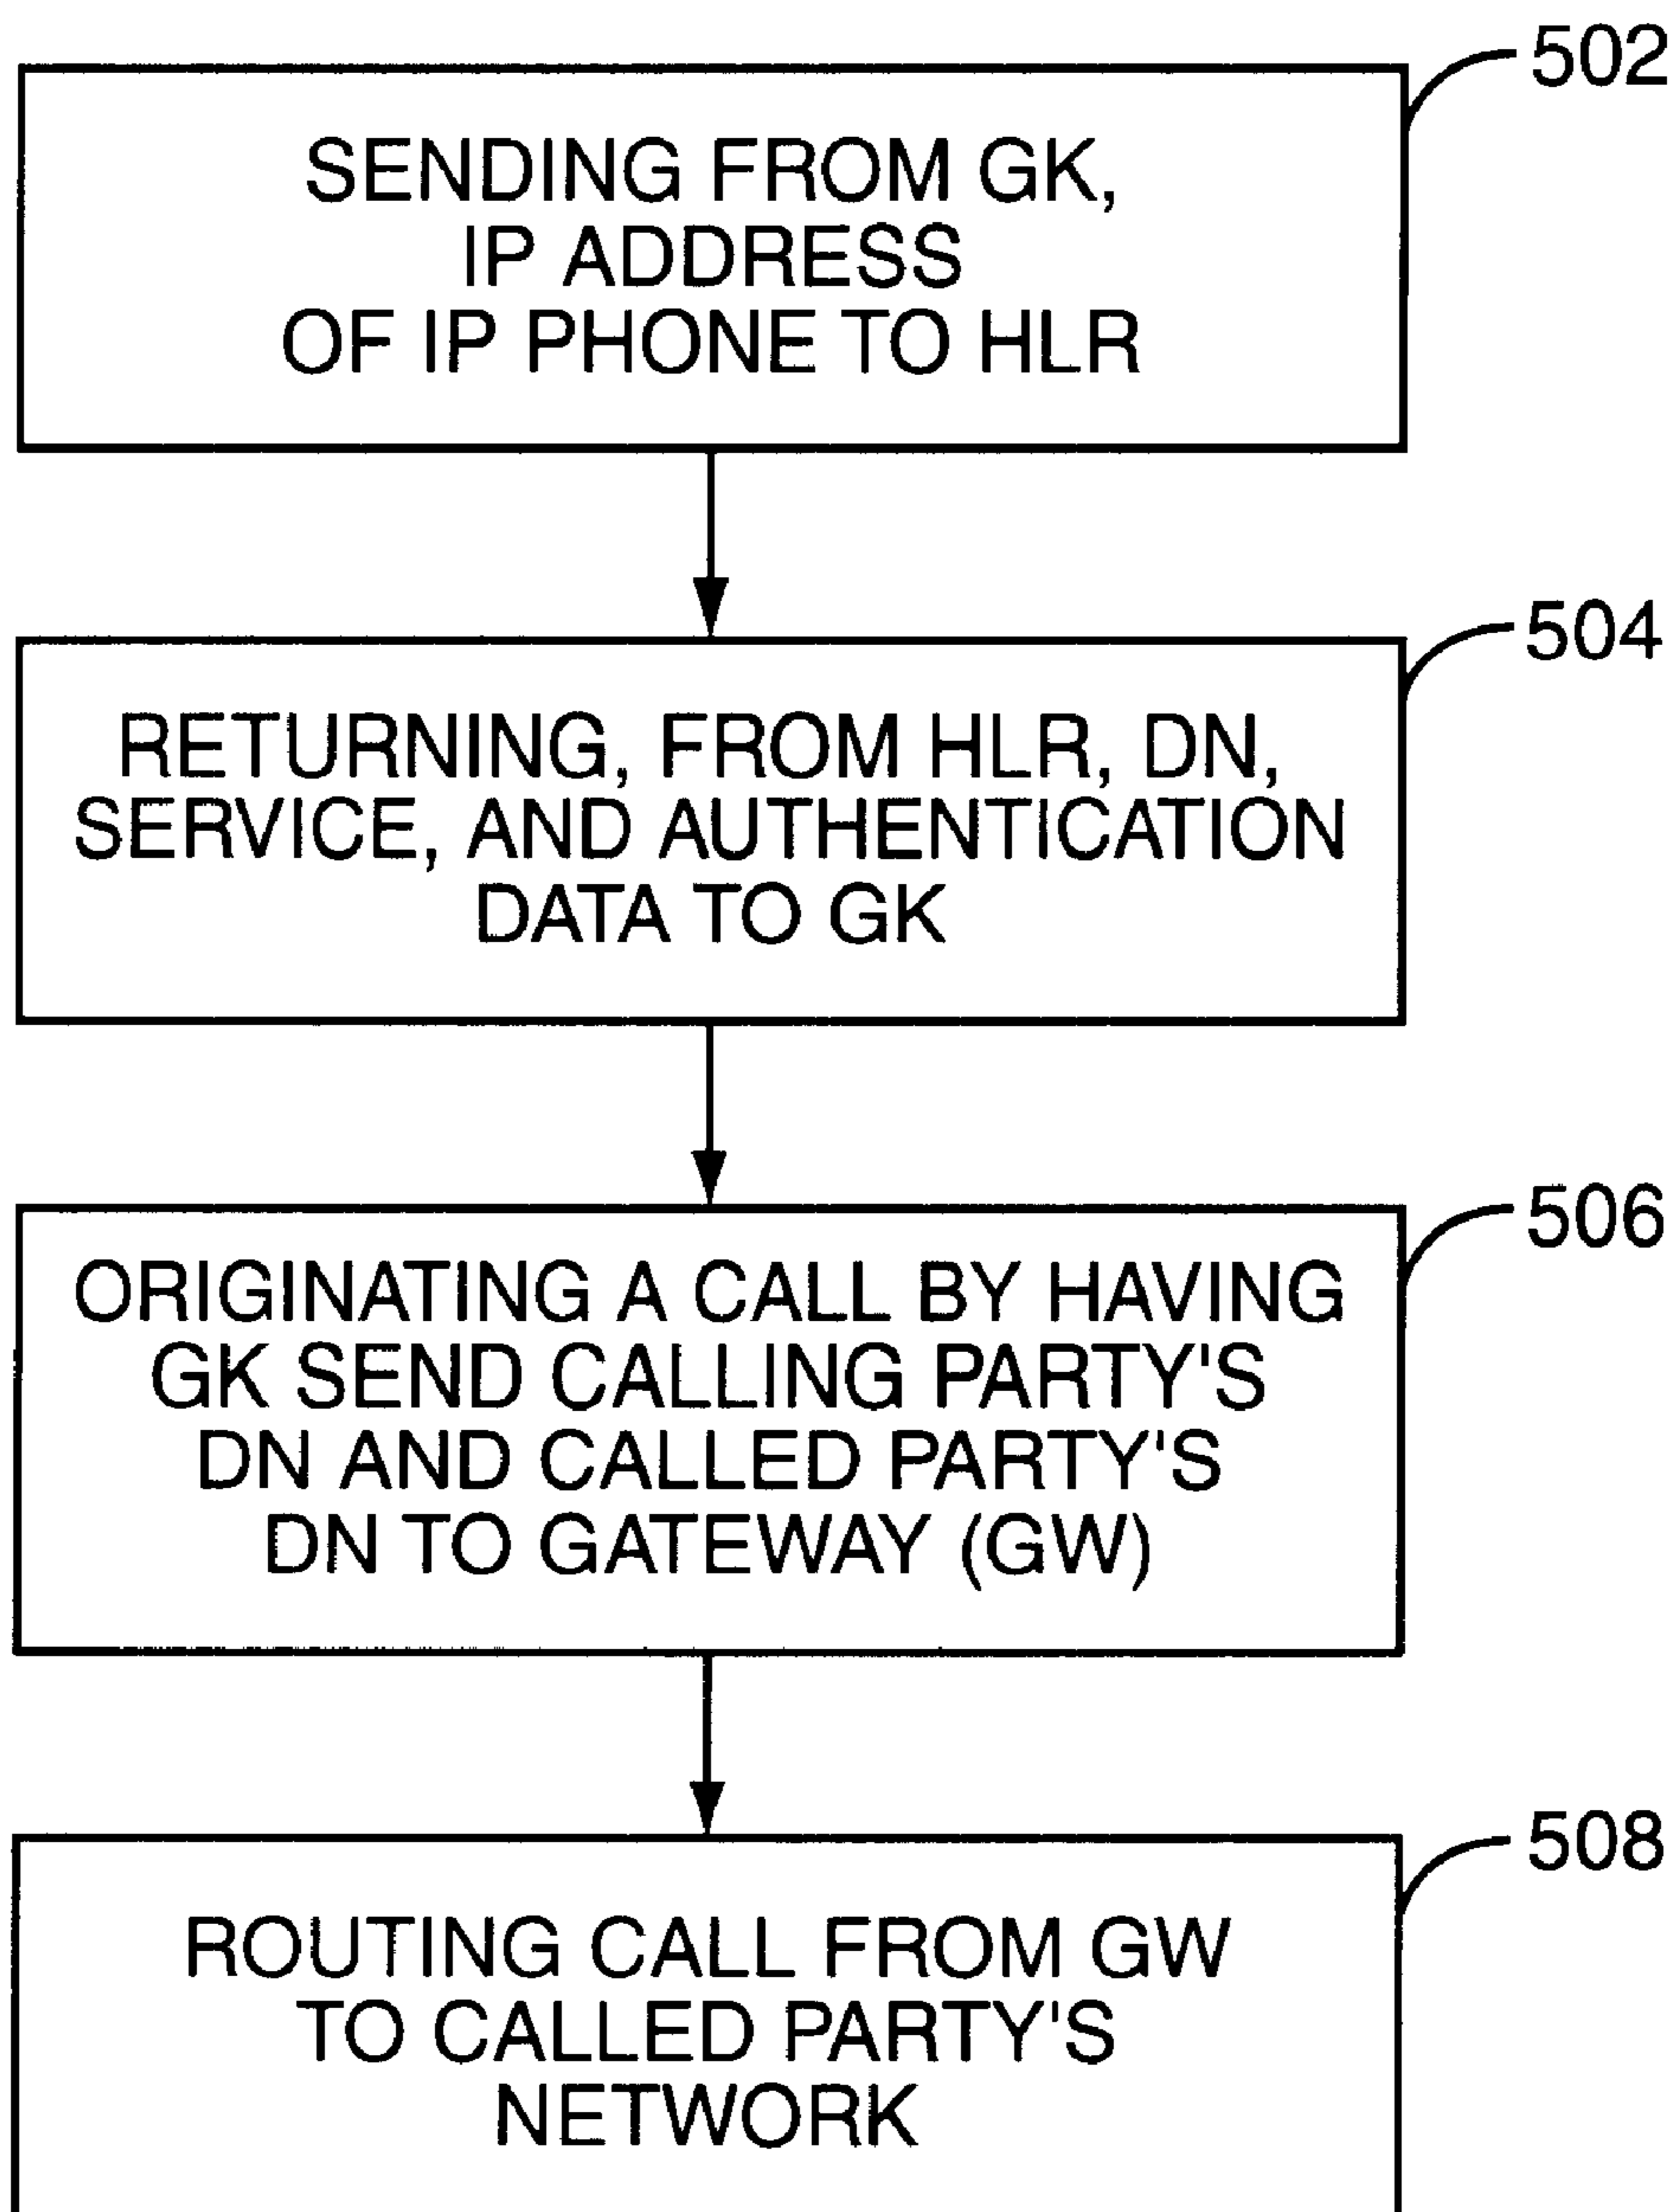 502
SENDING FROM GK,
IP ADDRESS
OF IP PHONE TO HLR
504
RETURNING, FROM HLR, DN,
SERVICE, AND AUTHENTICATION
DATA TO GK
506
ORIGINATING A CALL BY HAVING
GK SEND CALLING PARTY'S
DN AND CALLED PARTY'S
DN TO GATEWAY (GW)
508
ROUTING CALL FROM GW
TO CALLED PARTY'S
NETWORK